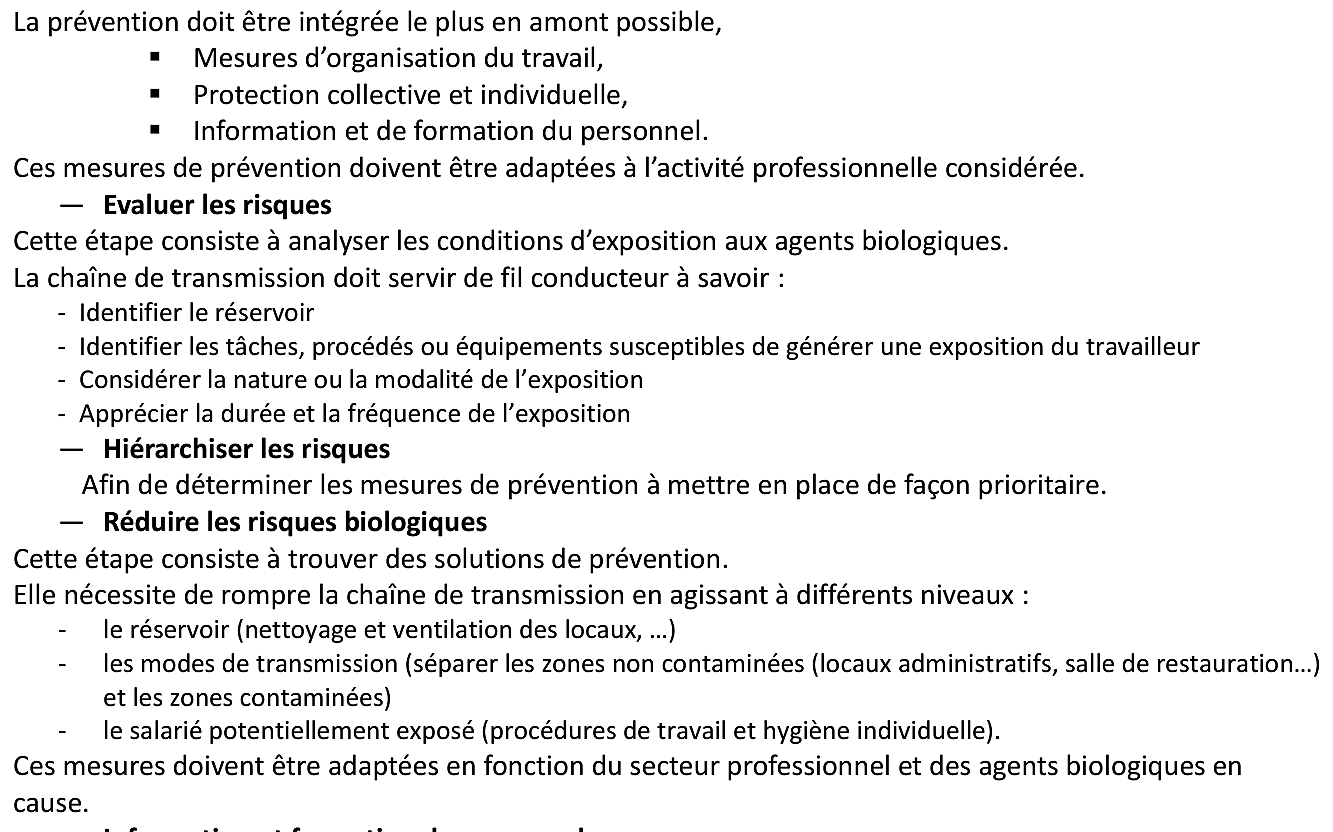 La prévention doit être intégrée le plus en amont possible,
▪ Mesures d’organisation du travail,
▪ Protection collective et individuelle,
▪ Information et de formation du personnel.
Ces mesures de prévention doivent être adaptées à l’activité professionnelle considérée.
— Evaluer les risques
Cette étape consiste à analyser les conditions d’exposition aux agents biologiques.
La chaîne de transmission doit servir de fil conducteur à savoir :
- Identifier le réservoir
- Identifier les tâches, procédés ou équipements susceptibles de générer une exposition du travailleur
- Considérer la nature ou la modalité de l’exposition
- Apprécier la durée et la fréquence de l’exposition
— Hiérarchiser les risques
Afin de déterminer les mesures de prévention à mettre en place de façon prioritaire.
— Réduire les risques biologiques
Cette étape consiste à trouver des solutions de prévention.
Elle nécessite de rompre la chaîne de transmission en agissant à différents niveaux :
- le réservoir (nettoyage et ventilation des locaux, …)
- les modes de transmission (séparer les zones non contaminées (locaux administratifs, salle de restauration…)
et les zones contaminées)
- le salarié potentiellement exposé (procédures de travail et hygiène individuelle).
Ces mesures doivent être adaptées en fonction du secteur professionnel et des agents biologiques en
cause.